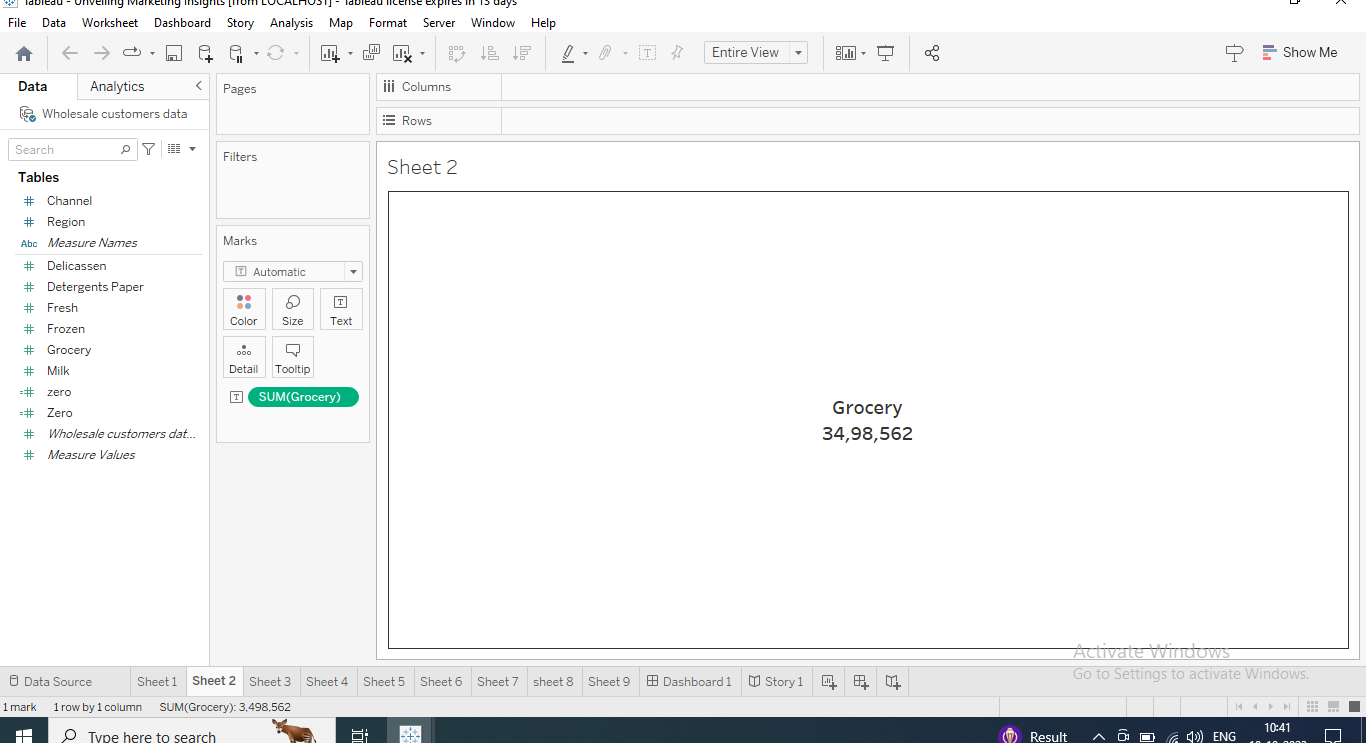 Tableau - Unveiling Marketing Insights [from LOCALHOST] - Tableau license expires in 13 days
File Data Worksheet Dashboard Story Analysis Map Format Server Window Help
Entire View
Show Me
Data Analytics
Wholesale customers data
Search
Tables
# Channel
# Region
Abc Measure Names
# Delicassen
# Detergents Paper
# Fresh
# Frozen
# Grocery
# Milk
=# zero
=# Zero
# Wholesale customers dat...
# Measure Values
Pages
Filters
Marks
T Automatic
Color Size Text
Detail Tooltip
T SUM(Grocery)
Columns
Rows
Sheet 2
Grocery
34,98,562
Activate Windows
Go to Settings to activate Windows.
Data Source Sheet 1 Sheet 2 Sheet 3 Sheet 4 Sheet 5 Sheet 6 Sheet 7 sheet 8 Sheet 9 Dashboard 1 Story 1
1 mark 1 row by 1 column SUM(Grocery): 3,498,562
Type here to search
Result
ENG
10:41